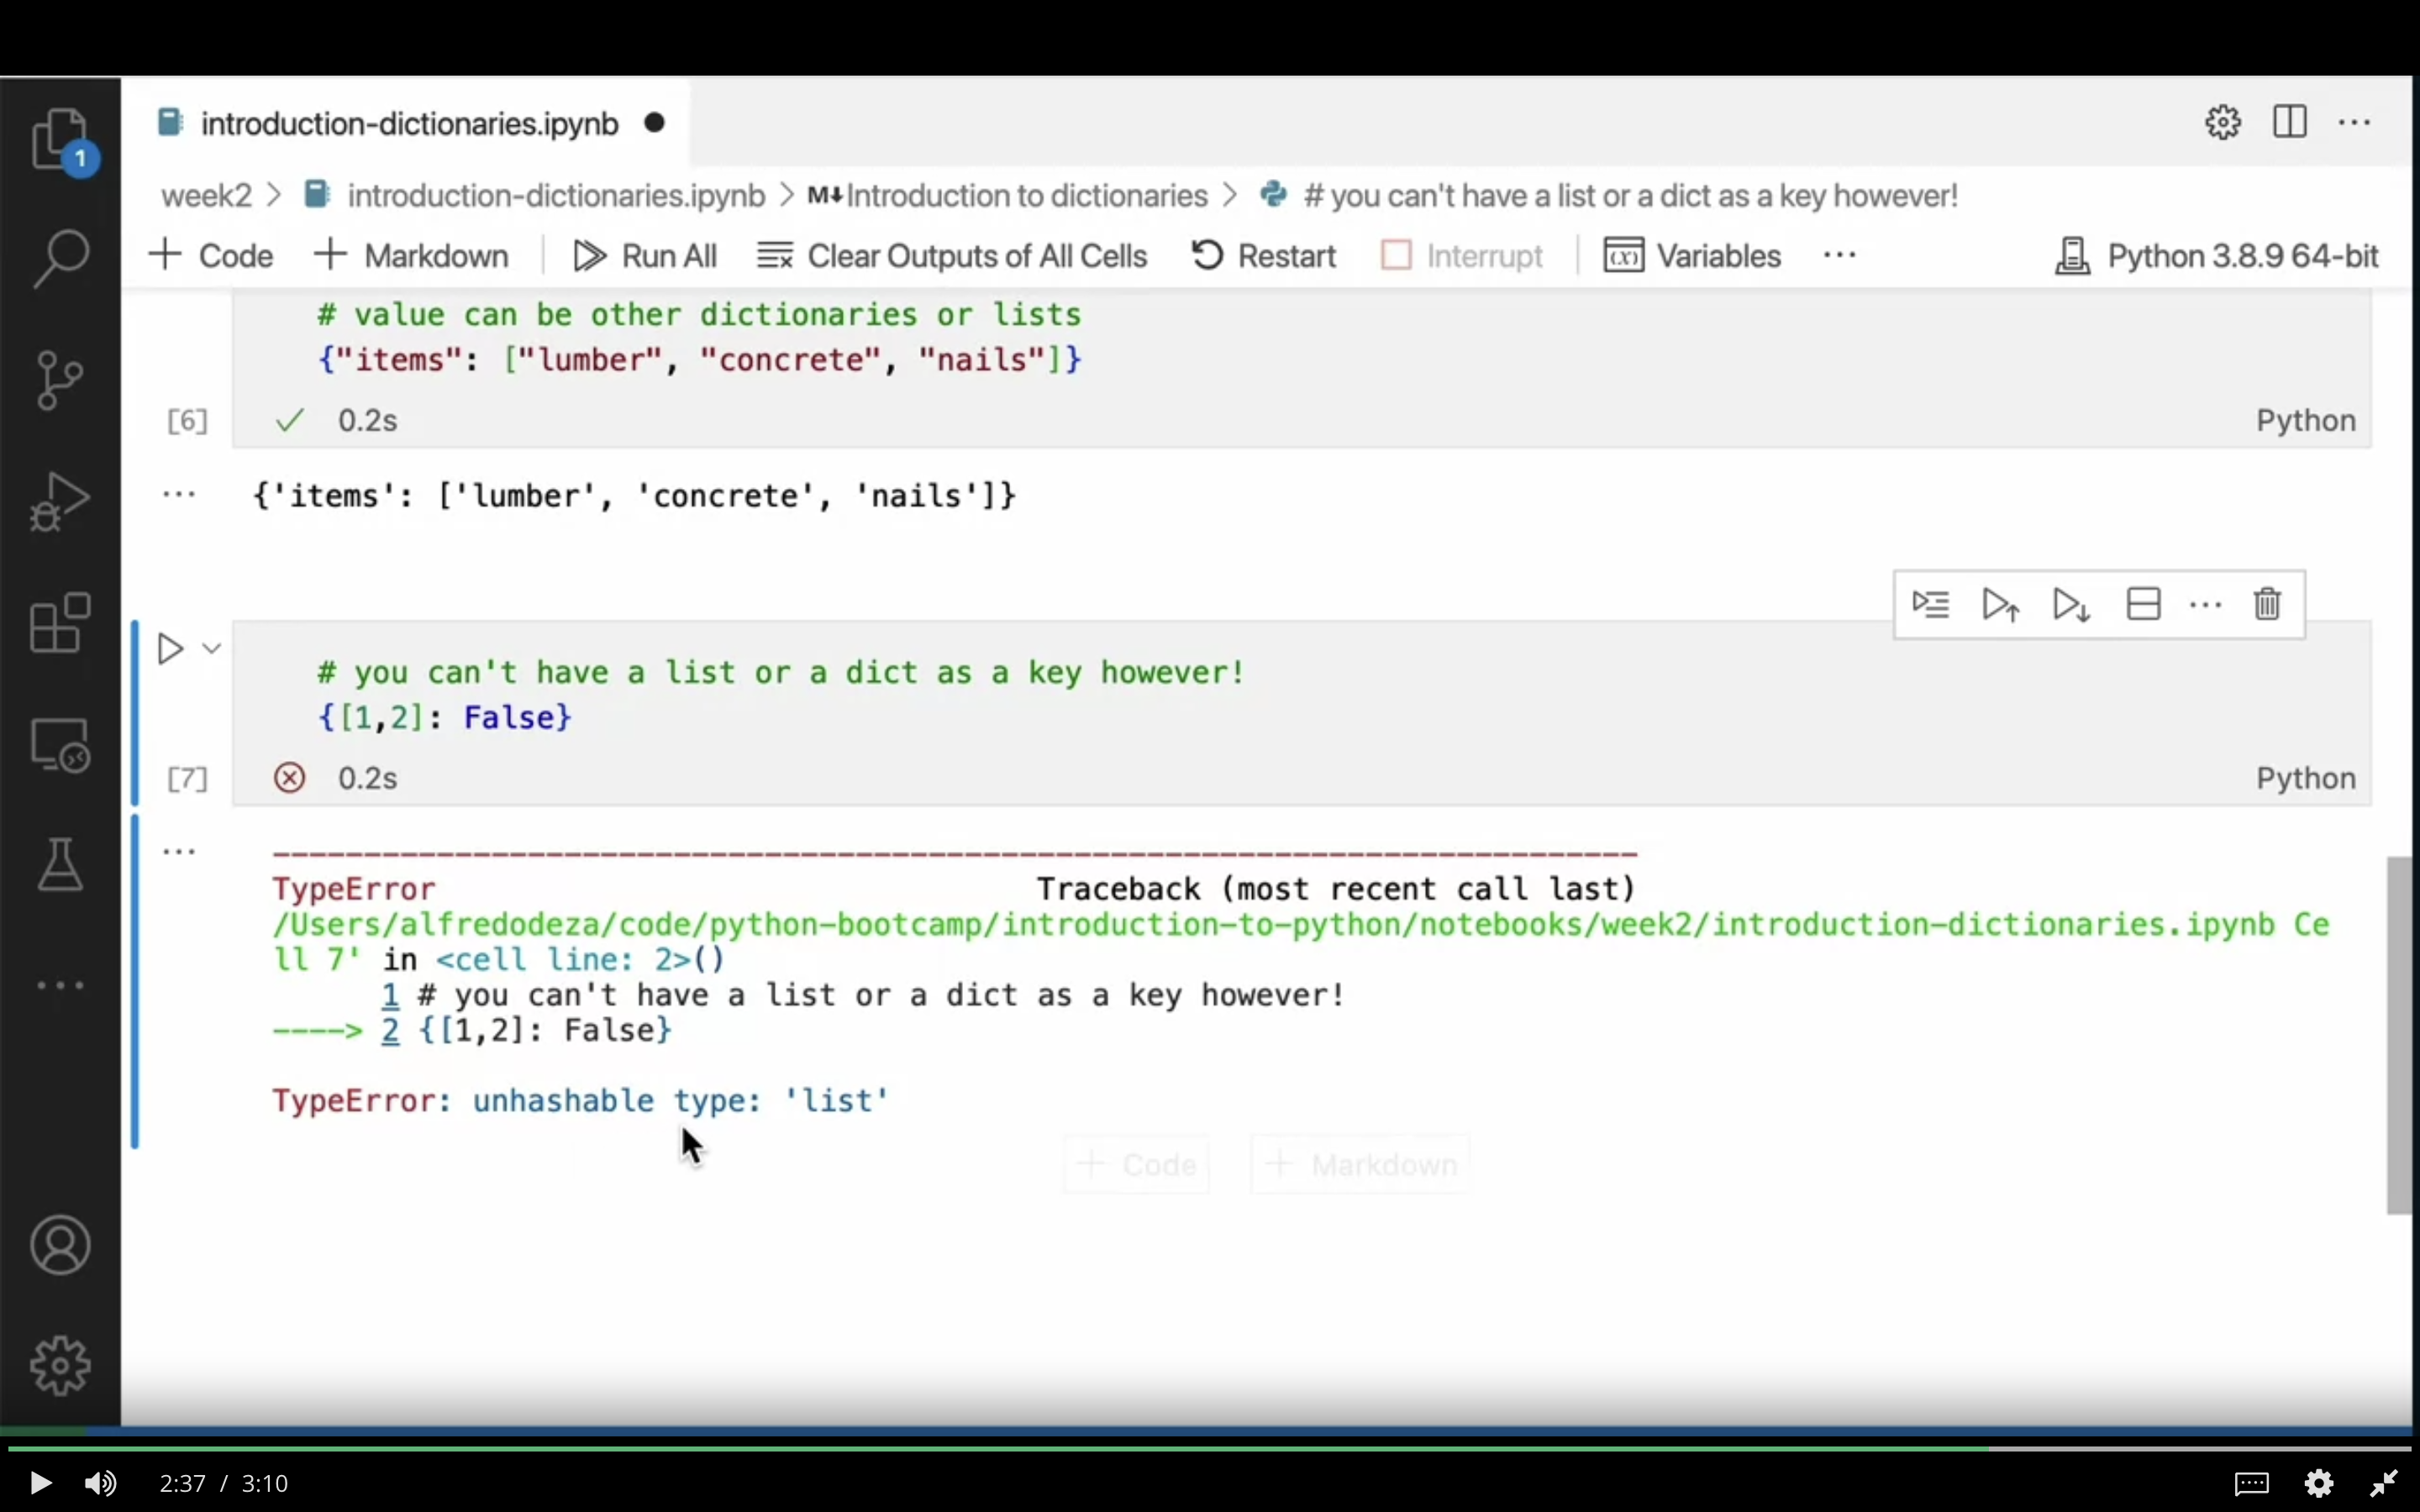 introduction-dictionaries.ipynb
1
week2 > introduction-dictionaries.ipynb > M↓Introduction to dictionaries > # you can't have a list or a dict as a key however!
+ Code + Markdown Run All Clear Outputs of All Cells Restart Interrupt (x) Variables ... Python 3.8.9 64-bit
# value can be other dictionaries or lists
{"items": ["lumber", "concrete", "nails"]}
[6] 0.2s Python
... {'items': ['lumber', 'concrete', 'nails']}
# you can't have a list or a dict as a key however!
{[1,2]: False}
[7] 0.2s Python
...
---------------------------------------------------------------------------
TypeError Traceback (most recent call last)
/Users/alfredodeza/code/python-bootcamp/introduction-to-python/notebooks/week2/introduction-dictionaries.ipynb Ce
ll 7' in <cell line: 2>()
1 # you can't have a list or a dict as a key however!
----> 2 {[1,2]: False}
TypeError: unhashable type: 'list'
+ Code + Markdown
2:37 / 3:10